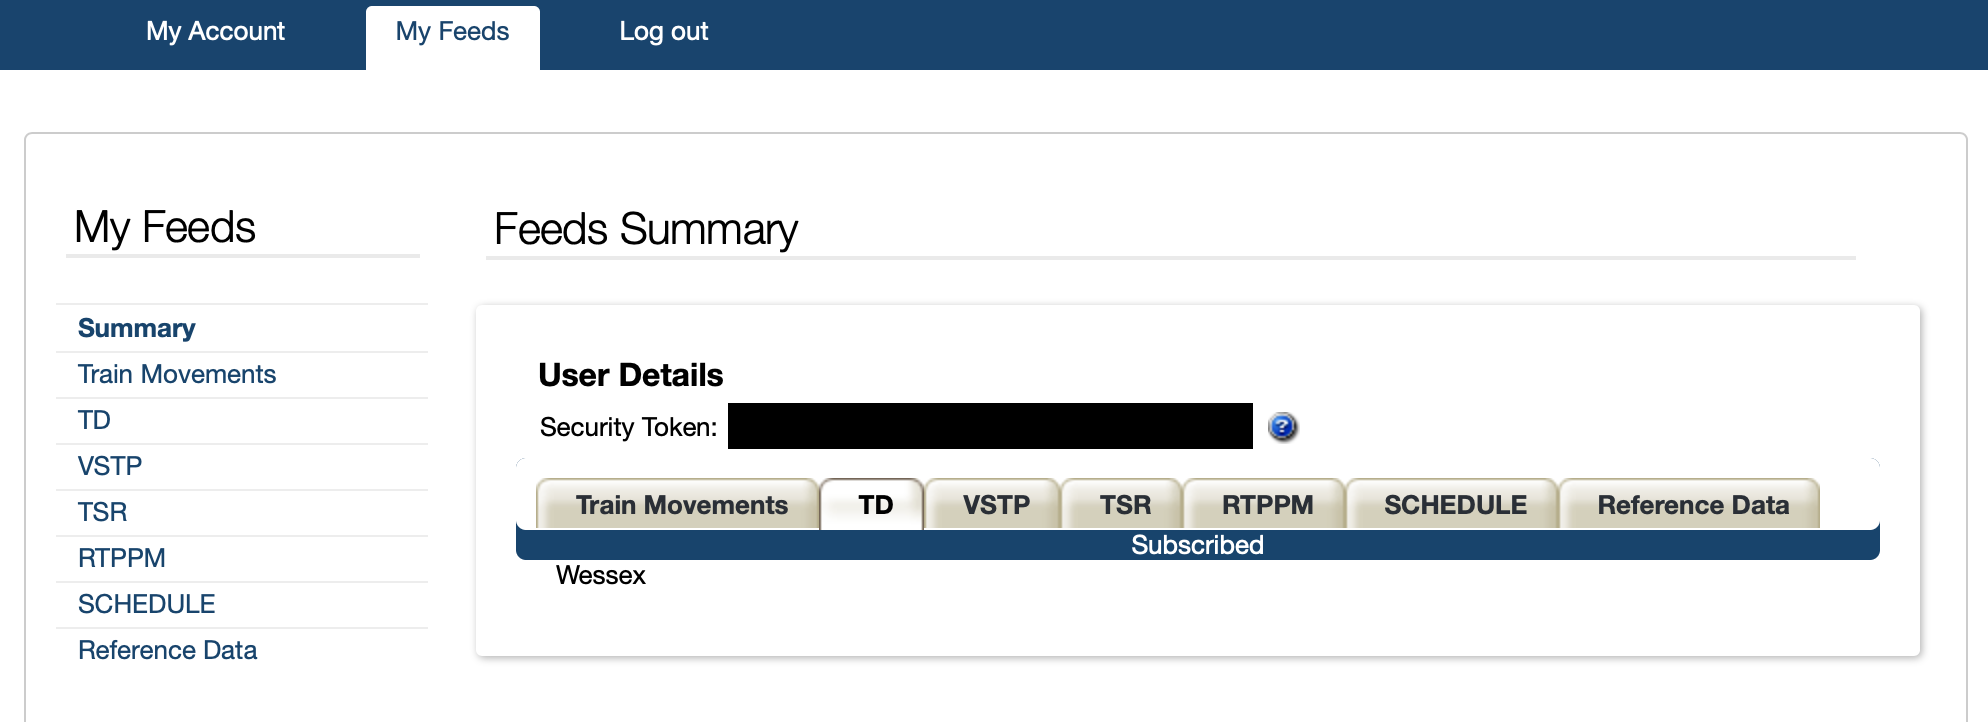 My Account My Feeds Log out
My Feeds
Summary
Train Movements
TD
VSTP
TSR
RTPPM
SCHEDULE
Reference Data
Feeds Summary
User Details
Security Token:
Train Movements TD VSTP TSR RTPPM SCHEDULE Reference Data
Subscribed
Wessex